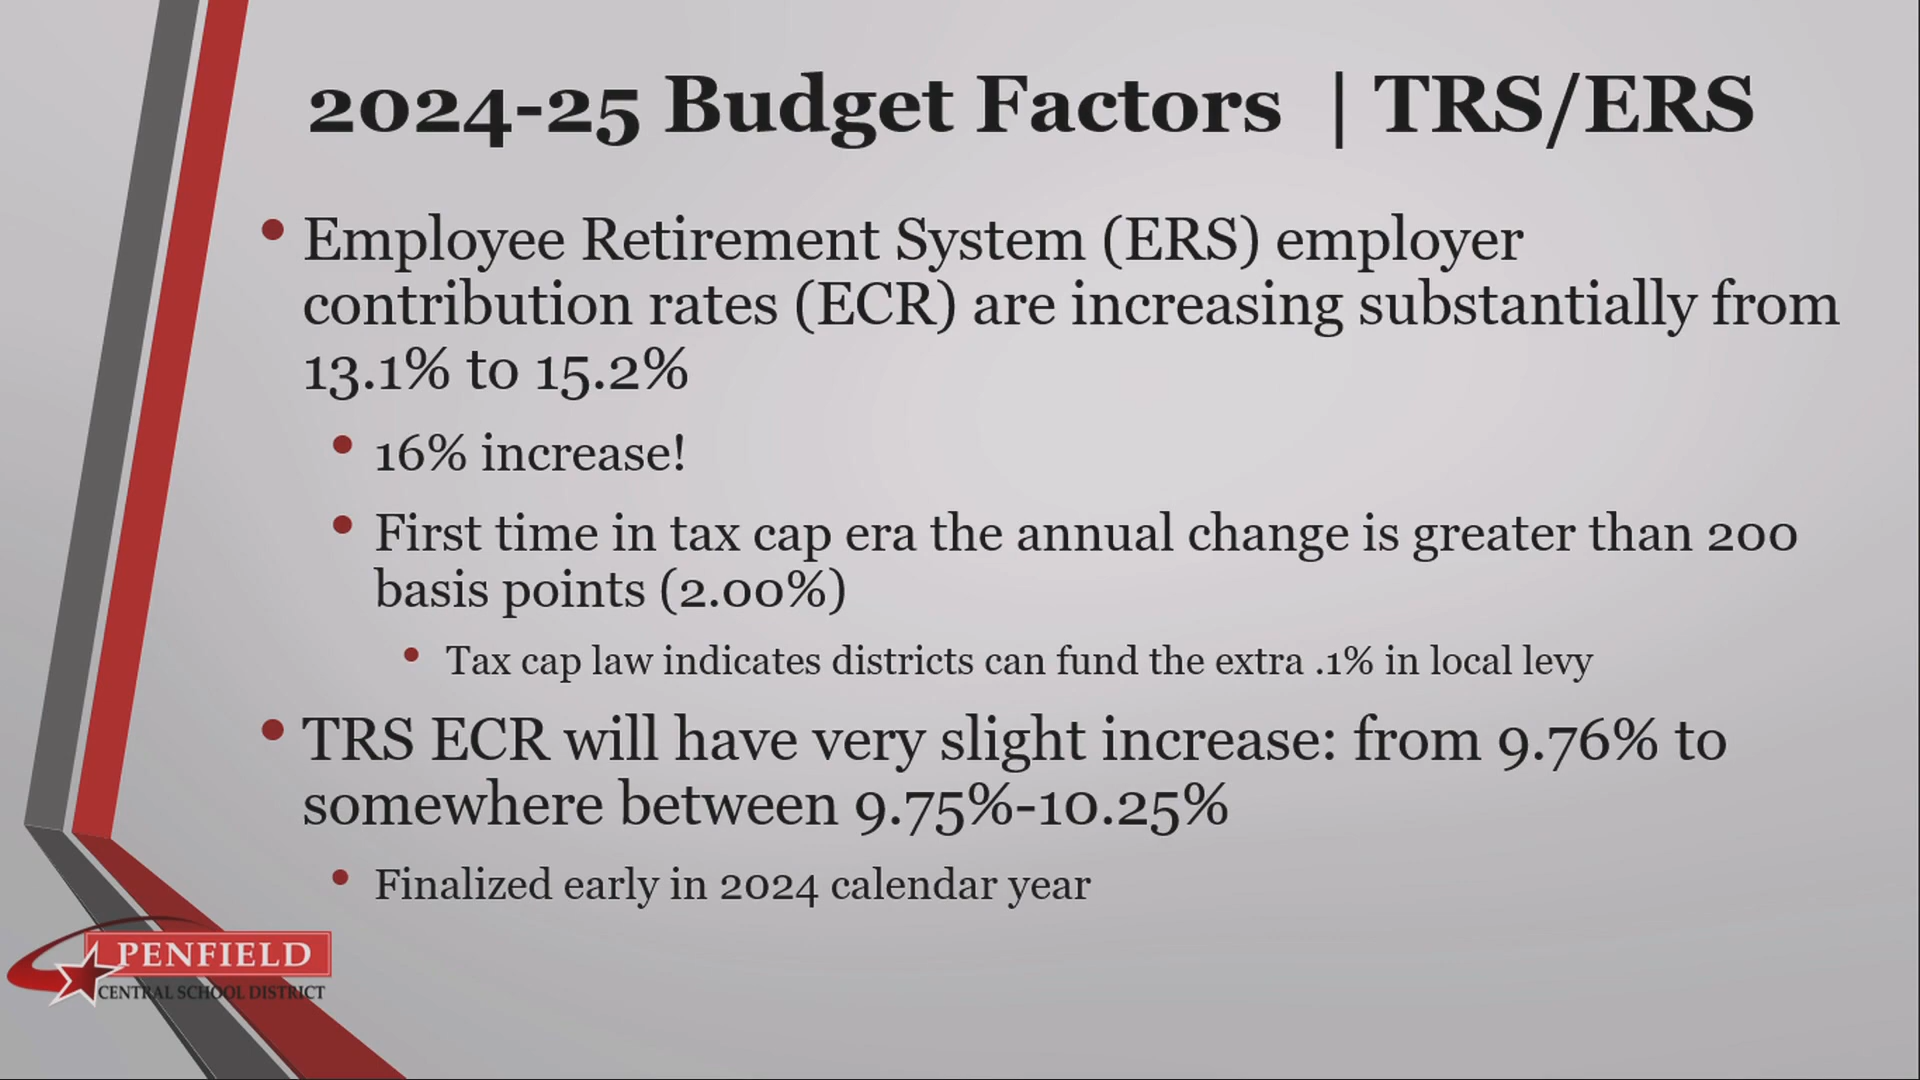 2024-25 Budget Factors | TRS/ERS
• Employee Retirement System (ERS) employer
contribution rates (ECR) are increasing substantially from
13.1% to 15.2%
• 16% increase!
• First time in tax cap era the annual change is greater than 200
basis points (2.00%)
• Tax cap law indicates districts can fund the extra .1% in local levy
• TRS ECR will have very slight increase: from 9.76% to
somewhere between 9.75%-10.25%
• Finalized early in 2024 calendar year
PENFIELD
CENTRAL SCHOOL DISTRICT